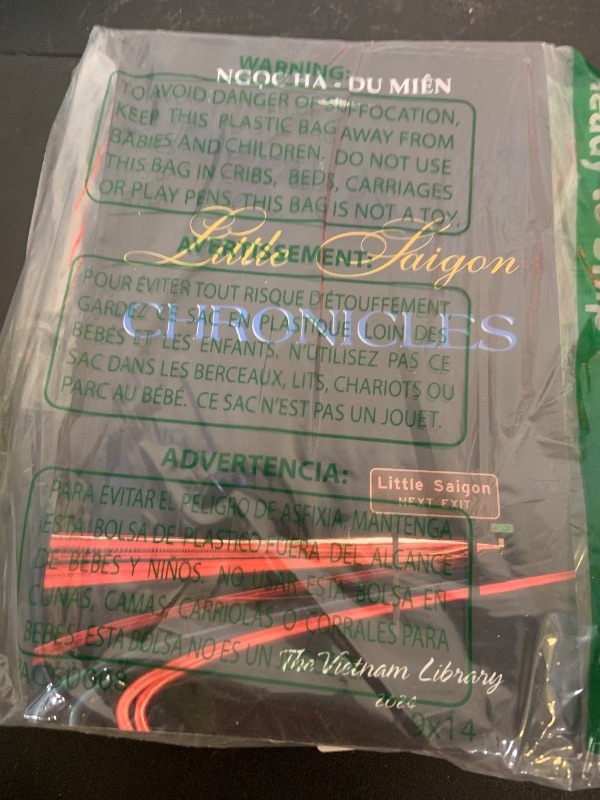 WARNING:
NGỌC HÀ - DU MIÊN
TO AVOID DANGER OF SUFFOCATION,
KEEP THIS PLASTIC BAG AWAY FROM
BABIES AND CHILDREN. DO NOT USE
THIS BAG IN CRIBS, BEDS, CARRIAGES
OR PLAY PENS. THIS BAG IS NOT A TOY.
Little Saigon
AVERTISSEMENT:
POUR ÉVITER TOUT RISQUE D'ÉTOUFFEMENT,
GARDEZ CE SAC EN PLASTIQUE LOIN DES
CHRONICLES
BÉBÉS ET LES ENFANTS. N'UTILISEZ PAS CE
SAC DANS LES BERCEAUX, LITS, CHARIOTS OU
PARC AU BÉBÉ. CE SAC N'EST PAS UN JOUET.
ADVERTENCIA:
Little Saigon
NEXT EXIT
PARA EVITAR EL PELIGRO DE ASFIXIA, MANTENGA
ESTA BOLSA DE PLASTICO FUERA DEL ALCANCE
DE BEBES Y NIÑOS. NO USAR ESTA BOLSA EN
CUNAS, CAMAS, CARRIOLAS O CORRALES PARA
BEBES. ESTA BOLSA NO ES UN
The Vietnam Library
2024
9x14